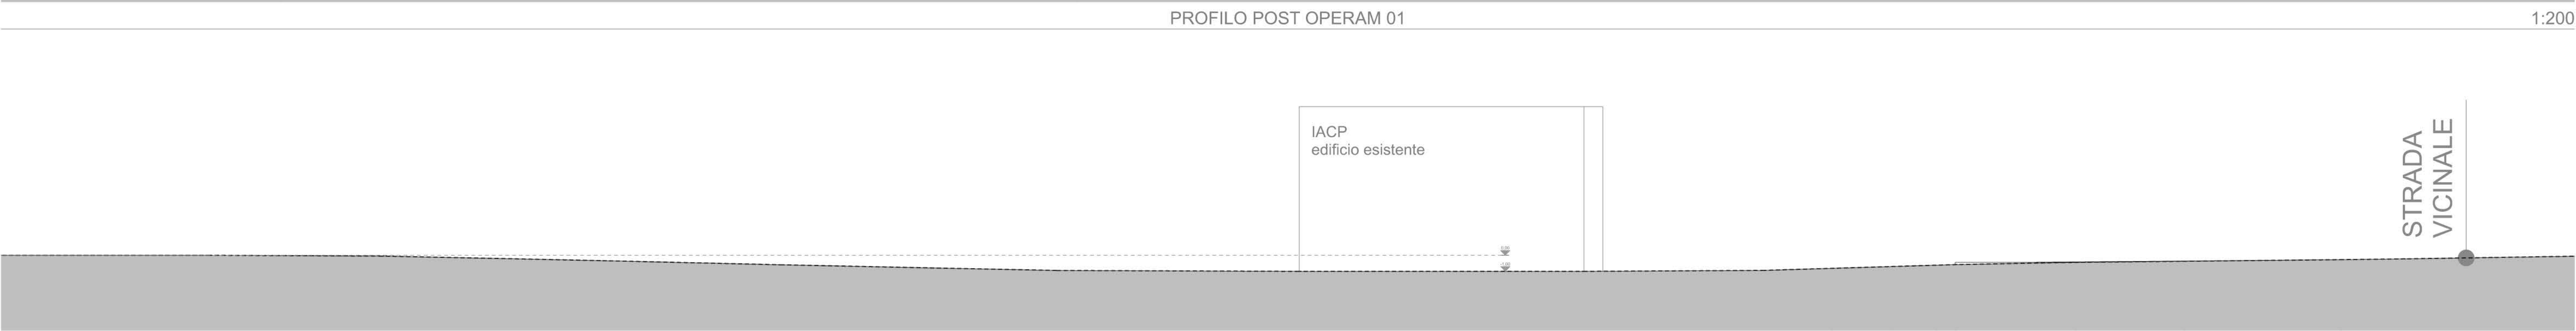 PROFILO POST OPERAM 01
1:200
IACP
edificio esistente
STRADA
VICINALE